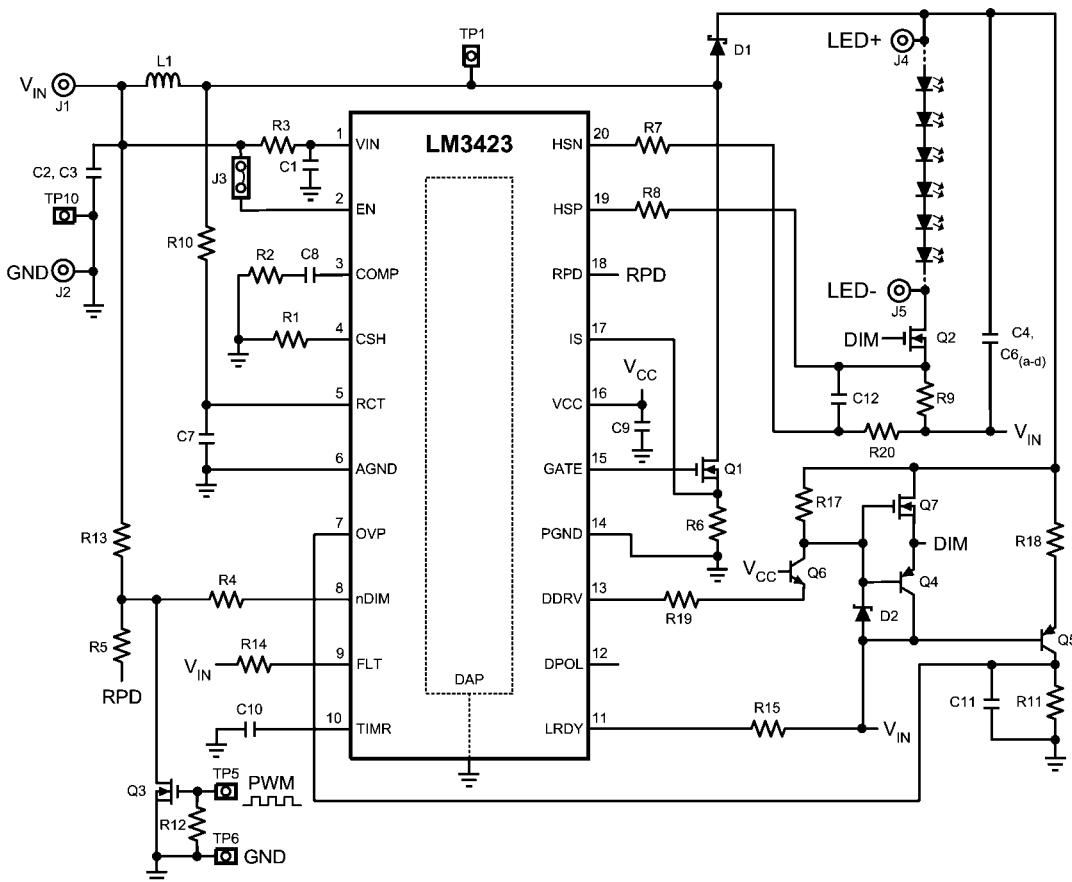 TP1
D1
LED+
J4
V_IN
J1
L1
R3
1
VIN
LM3423
HSN
20
R7
C1
C2, C3
J3
TP10
2
EN
HSP
19
R8
R10
GND
J2
R2
C8
3
COMP
RPD
18
RPD
LED-
J5
R1
4
CSH
IS
17
DIM
Q2
C4,
C6(a-d)
V_CC
C12
R9
5
RCT
VCC
16
C9
C7
R20
V_IN
6
AGND
GATE
15
Q1
R17
Q7
R6
7
OVP
PGND
14
R13
DIM
R18
V_CC
Q6
Q4
R4
8
nDIM
DDRV
13
R19
D2
R5
Q5
R14
V_IN
9
FLT
DPOL
12
RPD
DAP
C11
R11
C10
10
TIMR
LRDY
11
R15
V_IN
Q3
TP5
PWM
R12
TP6
GND